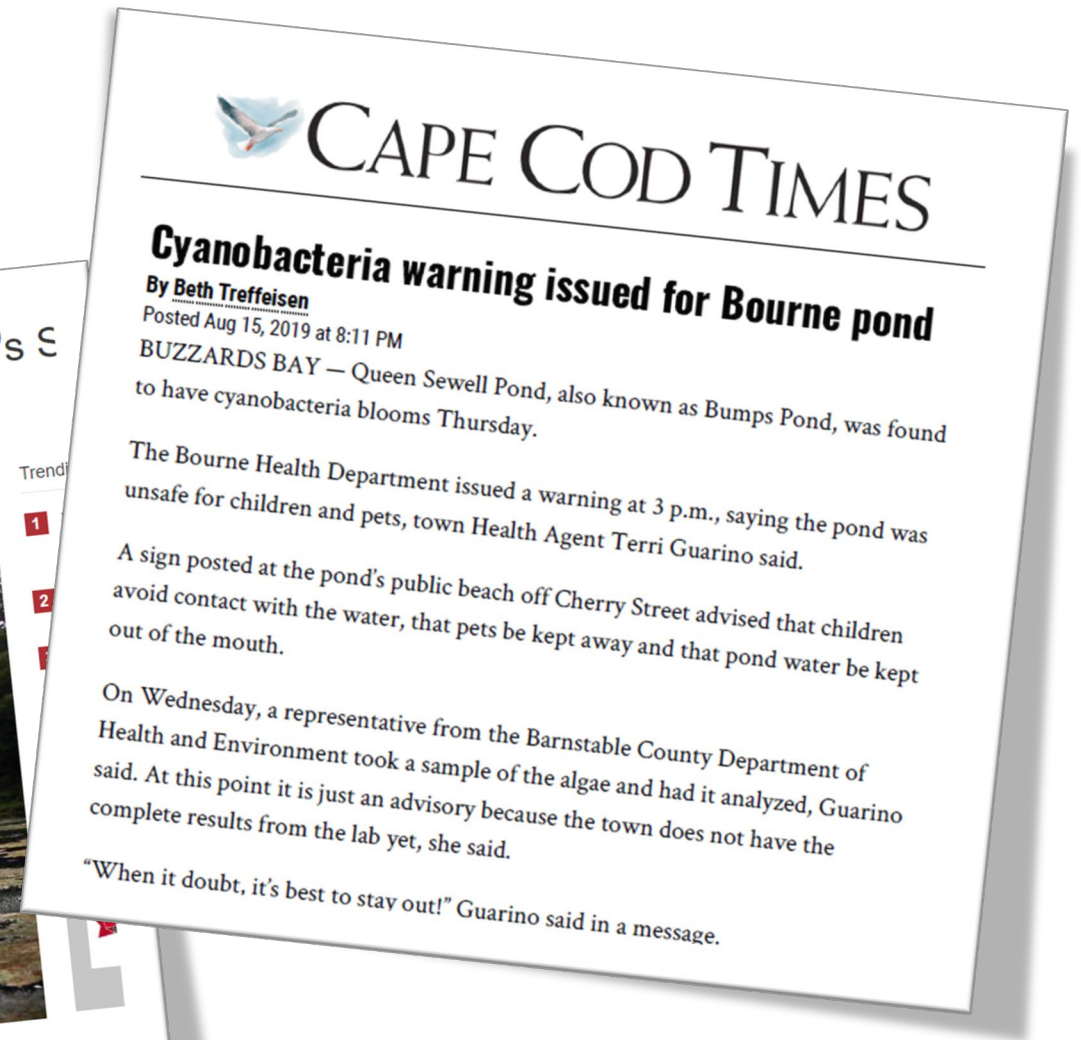 CAPE COD TIMES
Cyanobacteria warning issued for Bourne pond
By Beth Treffeisen
Posted Aug 15, 2019 at 8:11 PM
BUZZARDS BAY — Queen Sewell Pond, also known as Bumps Pond, was found
to have cyanobacteria blooms Thursday.
The Bourne Health Department issued a warning at 3 p.m., saying the pond was
unsafe for children and pets, town Health Agent Terri Guarino said.
A sign posted at the pond’s public beach off Cherry Street advised that children
avoid contact with the water, that pets be kept away and that pond water be kept
out of the mouth.
On Wednesday, a representative from the Barnstable County Department of
Health and Environment took a sample of the algae and had it analyzed, Guarino
said. At this point it is just an advisory because the town does not have the
complete results from the lab yet, she said.
“When it doubt, it’s best to stay out!” Guarino said in a message.
's S
Trendi
1
2